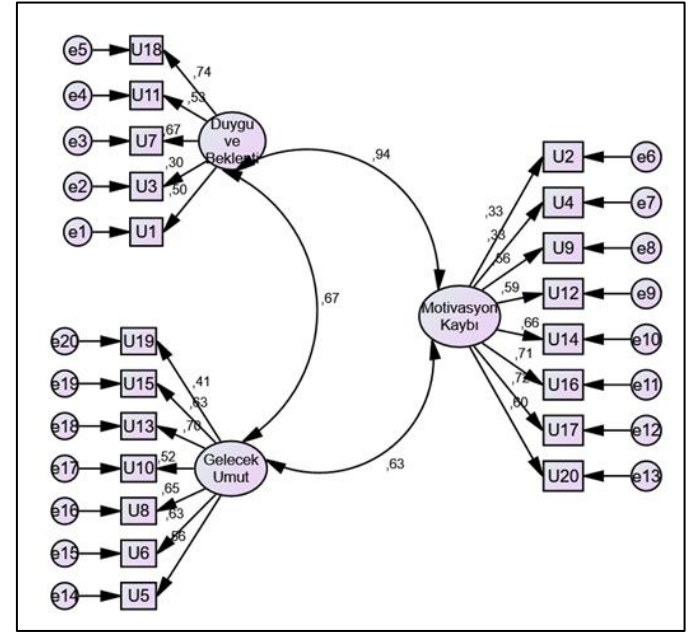 e5 U18
,74
e4 U11
,53
e3 U7
,67
e2 U3
,30
e1 U1
,50
Duygu
ve
Beklenti
,94
,67
U2 e6
,33
U4 e7
,33
U9 e8
,56
U12 e9
,59
U14 e10
,66
U16 e11
,71
U17 e12
,72
U20 e13
,60
Motivasyon
Kaybı
,63
e20 U19
,41
e19 U15
,63
e18 U13
,70
e17 U10
,52
e16 U8
,65
e15 U6
,63
e14 U5
,56
Gelecek
Umut